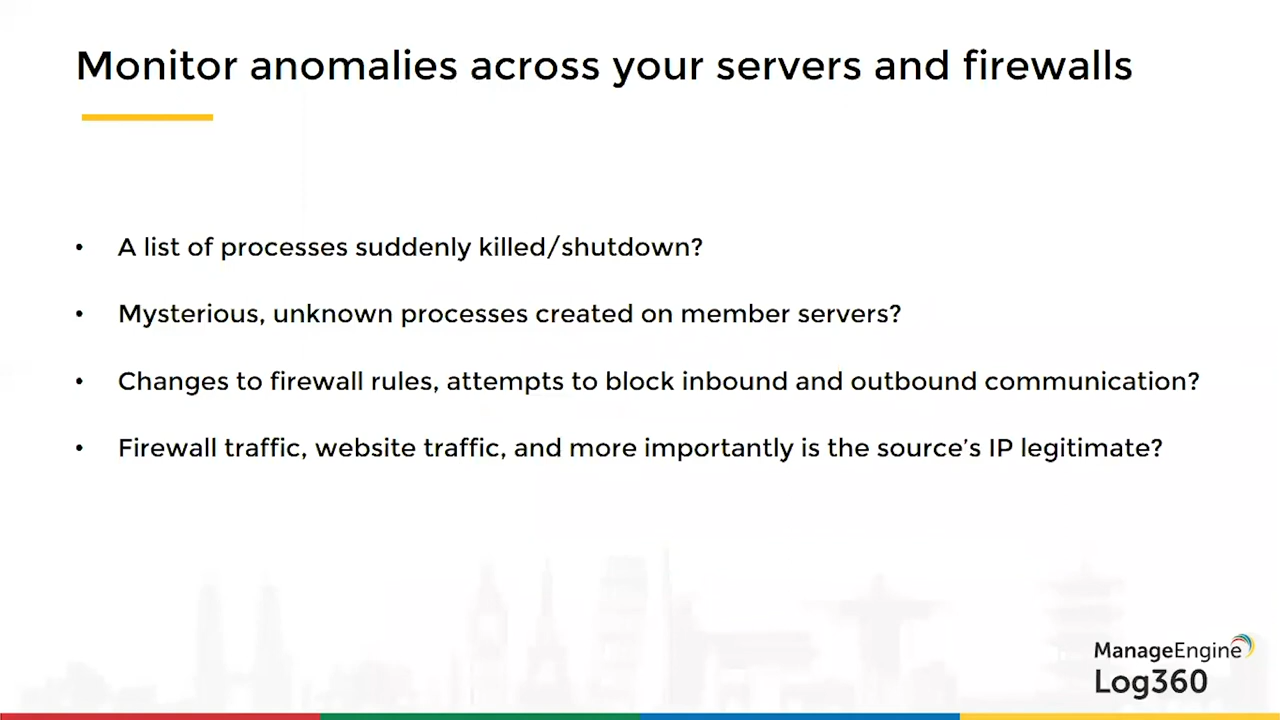 Monitor anomalies across your servers and firewalls
• A list of processes suddenly killed/shutdown?
• Mysterious, unknown processes created on member servers?
• Changes to firewall rules, attempts to block inbound and outbound communication?
• Firewall traffic, website traffic, and more importantly is the source’s IP legitimate?
ManageEngine
Log360